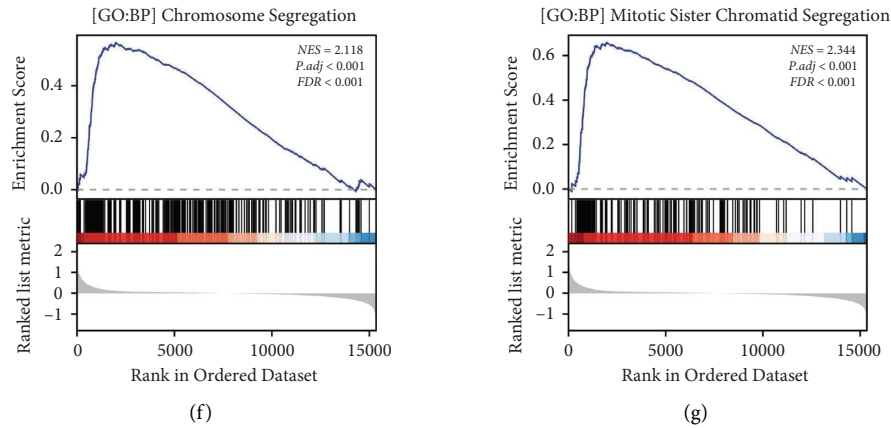 [GO:BP] Chromosome Segregation
NES = 2.118
P.adj < 0.001
FDR < 0.001
Enrichment Score
0.4
0.2
0.0
Ranked list metric
2
1
0
−1
0 5000 10000 15000
Rank in Ordered Dataset
(f)
[GO:BP] Mitotic Sister Chromatid Segregation
NES = 2.344
P.adj < 0.001
FDR < 0.001
Enrichment Score
0.6
0.4
0.2
0.0
Ranked list metric
2
1
0
−1
0 5000 10000 15000
Rank in Ordered Dataset
(g)